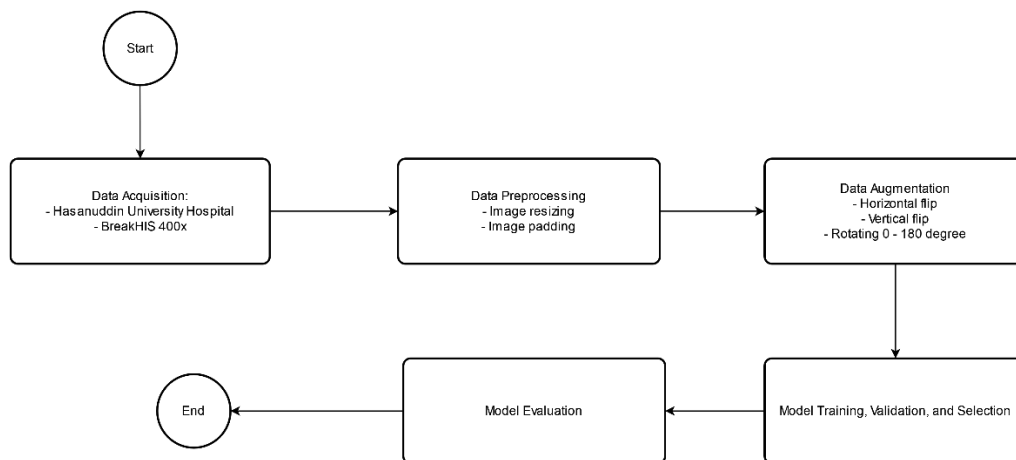 Start
Data Acquisition:
- Hasanuddin University Hospital
- BreakHIS 400x
Data Preprocessing
- Image resizing
- Image padding
Data Augmentation
- Horizontal flip
- Vertical flip
- Rotating 0 - 180 degree
Model Training, Validation, and Selection
Model Evaluation
End